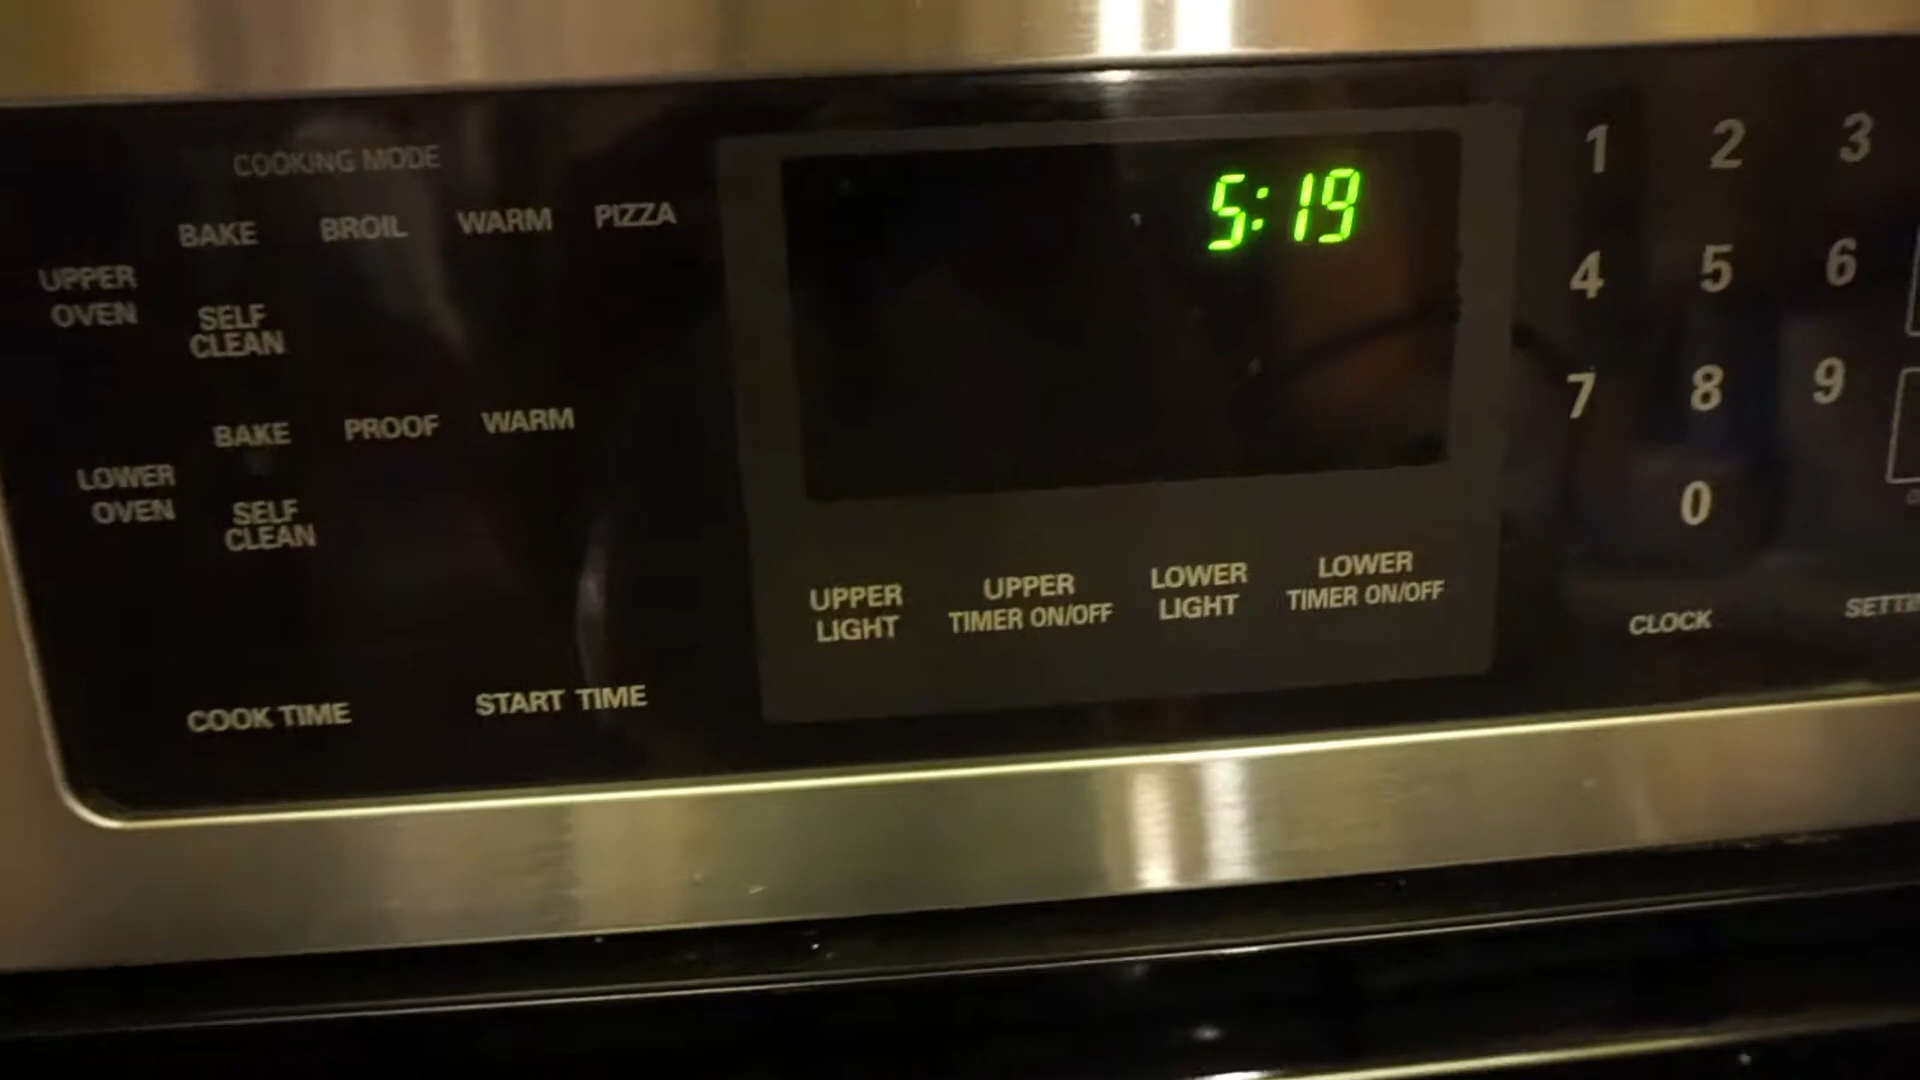 COOKING MODE
BAKE BROIL WARM PIZZA
UPPER
OVEN
SELF
CLEAN
BAKE PROOF WARM
LOWER
OVEN
SELF
CLEAN
COOK TIME START TIME
5:19
UPPER
LIGHT
UPPER
TIMER ON/OFF
LOWER
LIGHT
LOWER
TIMER ON/OFF
1 2 3
4 5 6
7 8 9
0
CLOCK